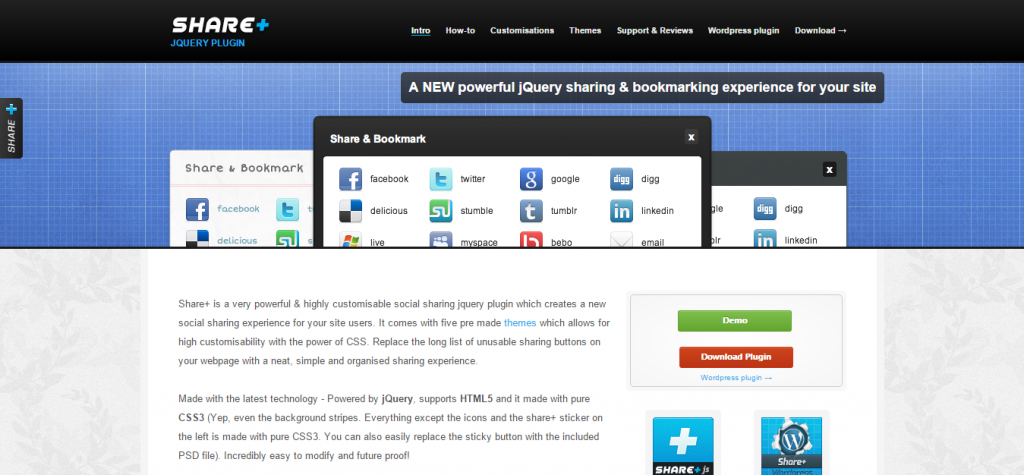 SHARE+
JQUERY PLUGIN
Intro How-to Customisations Themes Support & Reviews Wordpress plugin Download →
A NEW powerful jQuery sharing & bookmarking experience for your site
SHARE +
Share & Bookmark x
facebook twitter google digg
delicious stumble tumblr linkedin
live myspace bebo email
Share & Bookmark
facebook t
delicious
x
gle digg
blr linkedin
Share+ is a very powerful & highly customisable social sharing jquery plugin which creates a new
social sharing experience for your site users. It comes with five pre made themes which allows for
high customisability with the power of CSS. Replace the long list of unusable sharing buttons on
your webpage with a neat, simple and organised sharing experience.
Made with the latest technology - Powered by jQuery, supports HTML5 and it made with pure
CSS3 (Yep, even the background stripes. Everything except the icons and the share+ sticker on
the left is made with pure CSS3. You can also easily replace the sticky button with the included
PSD file). Incredibly easy to modify and future proof!
Demo
Download Plugin
Wordpress plugin →
SHARE+ js
Share+